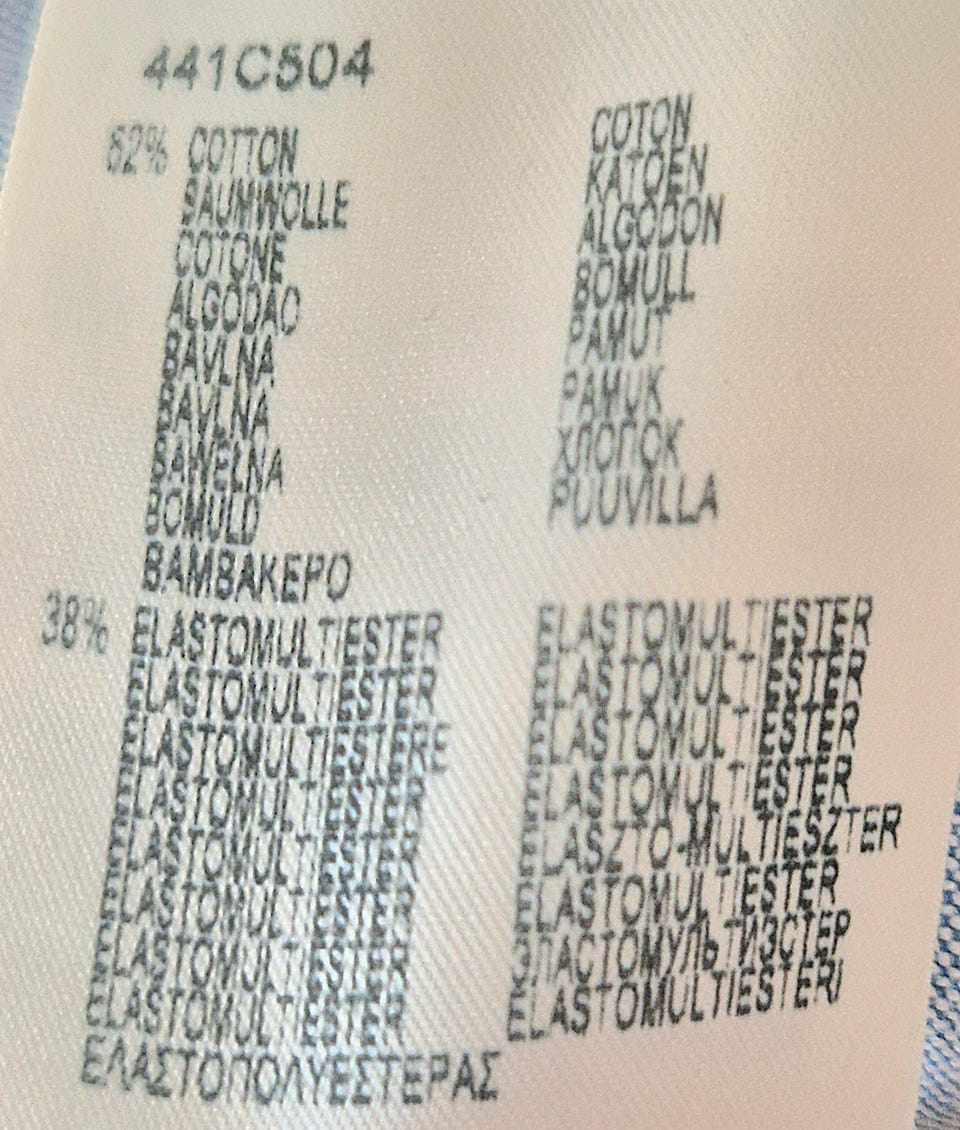 441C504
62% COTTON
BAUMWOLLE
COTONE
ALGODAO
BAVLNA
BAVLNA
BAWEŁNA
BOMULD
BAMBAKEPO
38% ELASTOMULTIESTER
ELASTOMULTIESTER
ELASTOMULTIESTERE
ELASTOMULTIESTER
ELASTOMULTIESTER
ELASTOMULTIESTER
ELASTOMULTIESTER
ELASTOMULTIESTER
ΕΛΑΣΤΟΠΟΛΥΕΣΤΕΡΑΣ
COTON
KATOEN
ALGODON
BOMULL
PAMUT
PAMUK
ХЛОПОК
PUUVILLA
ELASTOMULTIESTER
ELASTOMULTIESTER
ELASTOMULTIESTER
ELASTOMULTIESTER
ELASZTO-MULTIESZTER
ELASTOMULTIESTER
ЭЛАСТОМУЛЬТИЭСТЕР
ELASTOMULTIESTERI